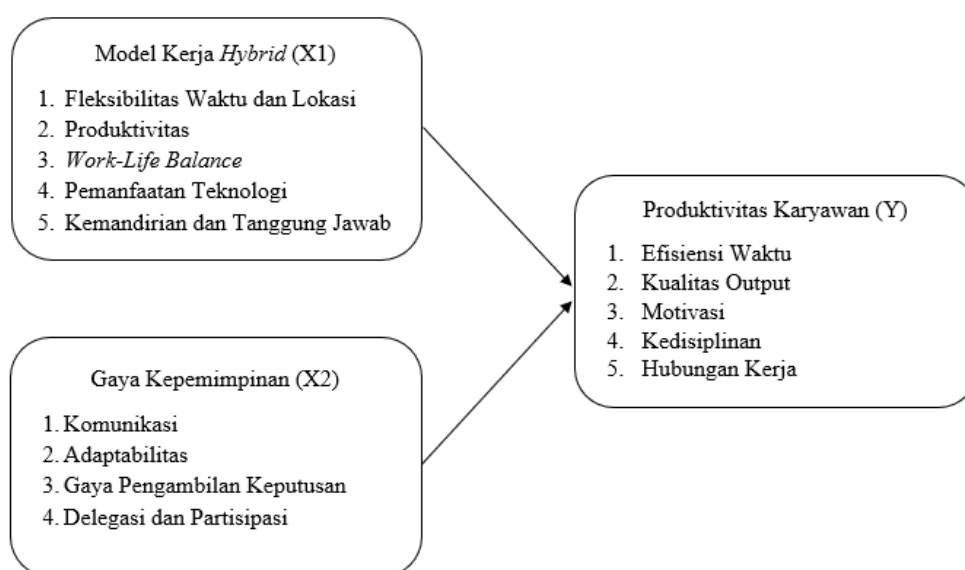 Model Kerja Hybrid (X1)
1. Fleksibilitas Waktu dan Lokasi
2. Produktivitas
3. Work-Life Balance
4. Pemanfaatan Teknologi
5. Kemandirian dan Tanggung Jawab
Gaya Kepemimpinan (X2)
1. Komunikasi
2. Adaptabilitas
3. Gaya Pengambilan Keputusan
4. Delegasi dan Partisipasi
Produktivitas Karyawan (Y)
1. Efisiensi Waktu
2. Kualitas Output
3. Motivasi
4. Kedisiplinan
5. Hubungan Kerja